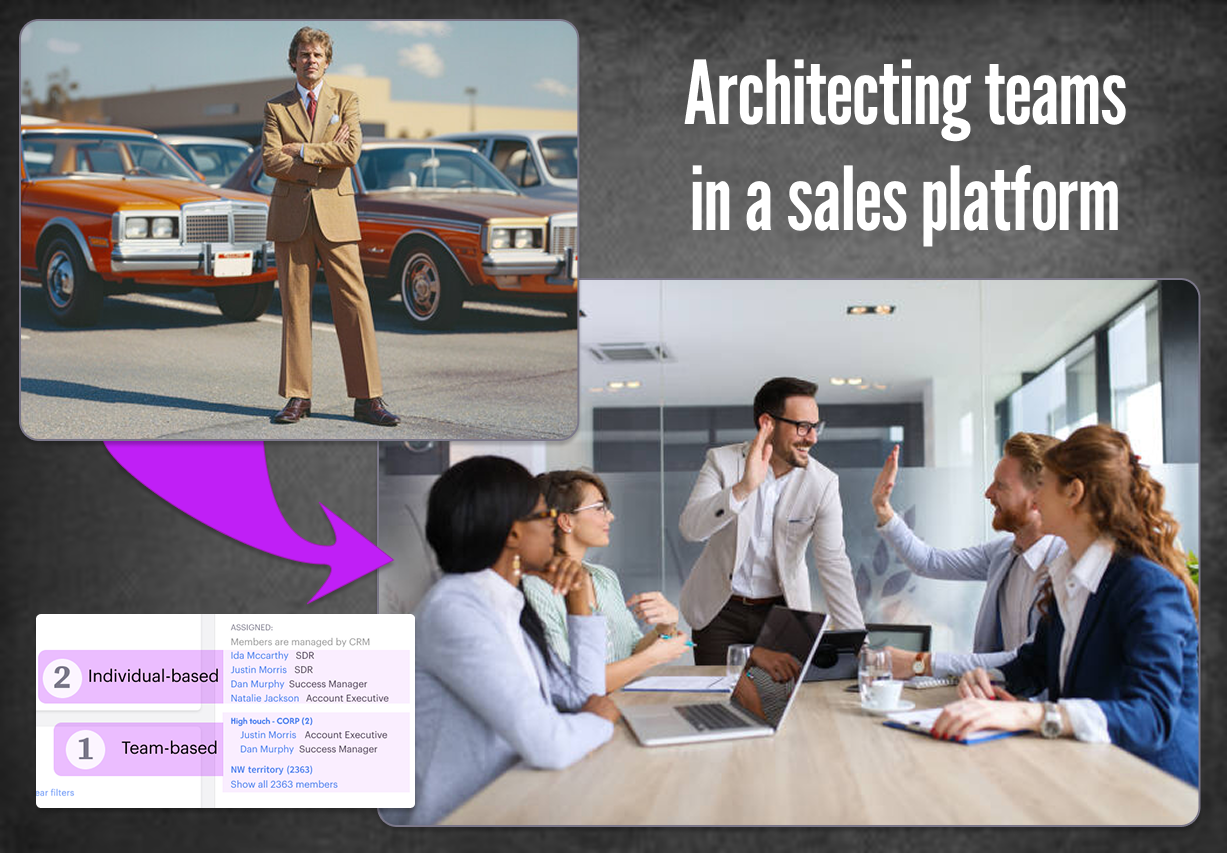 Architecting teams
in a sales platform
ASSIGNED:
Members are managed by CRM
Ida Mccarthy SDR
Justin Morris SDR
Dan Murphy Success Manager
Natalie Jackson Account Executive
2 Individual-based
High touch - CORP (2)
Justin Morris Account Executive
Dan Murphy Success Manager
1 Team-based
NW territory (2363)
Show all 2363 members
ear filters